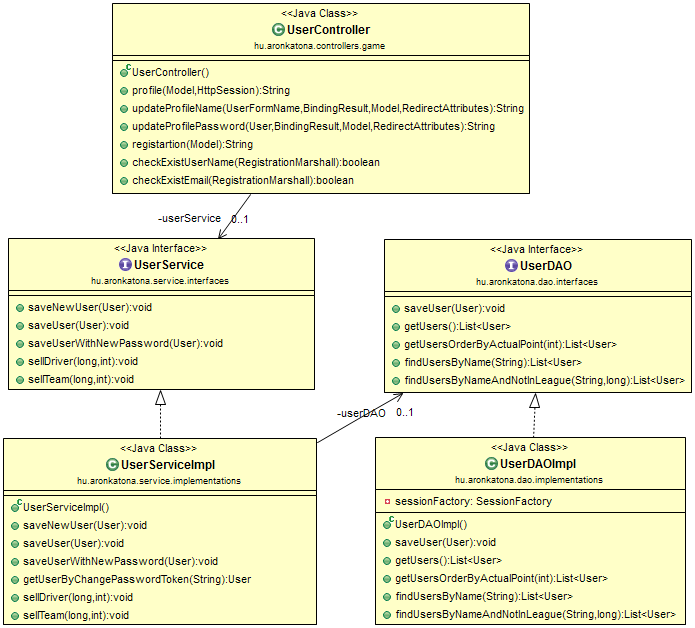 <<Java Class>>
UserController
hu.aronkatona.controllers.game
UserController()
profile(Model,HttpSession):String
updateProfileName(UserFormName,BindingResult,Model,RedirectAttributes):String
updateProfilePassword(User,BindingResult,Model,RedirectAttributes):String
registartion(Model):String
checkExistUserName(RegistrationMarshall):boolean
checkExistEmail(RegistrationMarshall):boolean
-userService 0..1
<<Java Interface>>
UserService
hu.aronkatona.service.interfaces
saveNewUser(User):void
saveUser(User):void
saveUserWithNewPassword(User):void
sellDriver(long,int):void
sellTeam(long,int):void
<<Java Interface>>
UserDAO
hu.aronkatona.dao.interfaces
saveUser(User):void
getUsers():List<User>
getUsersOrderByActualPoint(int):List<User>
findUsersByName(String):List<User>
findUsersByNameAndNotInLeague(String,long):List<User>
-userDAO 0..1
<<Java Class>>
UserServiceImpl
hu.aronkatona.service.implementations
UserServiceImpl()
saveNewUser(User):void
saveUser(User):void
saveUserWithNewPassword(User):void
getUserByChangePasswordToken(String):User
sellDriver(long,int):void
sellTeam(long,int):void
<<Java Class>>
UserDAOImpl
hu.aronkatona.dao.implementations
sessionFactory: SessionFactory
UserDAOImpl()
saveUser(User):void
getUsers():List<User>
getUsersOrderByActualPoint(int):List<User>
findUsersByName(String):List<User>
findUsersByNameAndNotInLeague(String,long):List<User>